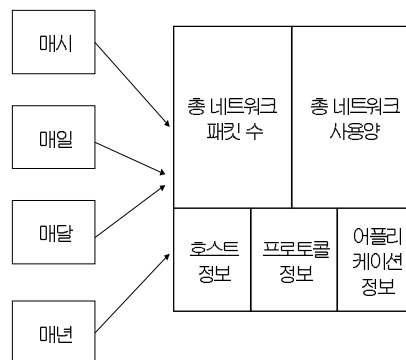 매시
매일
매달
매년
총 네트워크
패킷 수
총 네트워크
사용양
호스트
정보
프로토콜
정보
어플리
케이션
정보